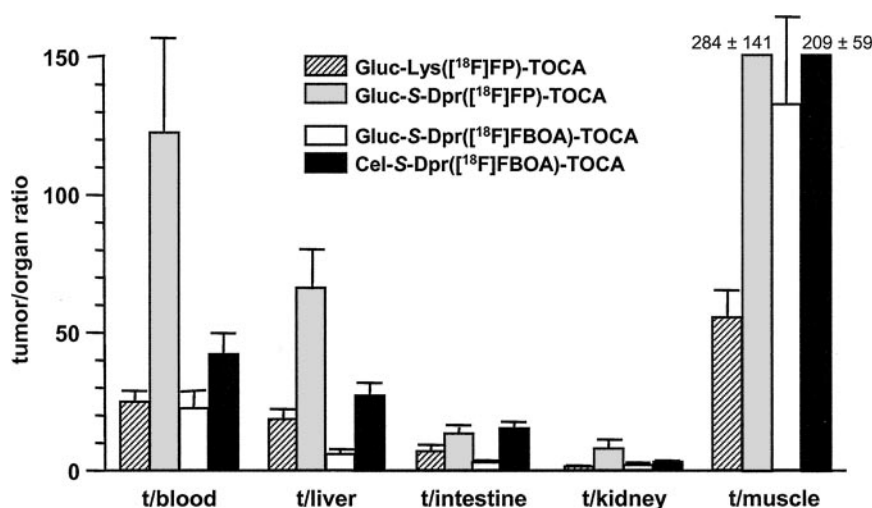 284 ± 141
209 ± 59
150
100
50
0
tumor/organ ratio
Gluc-Lys([18F]FP)-TOCA
Gluc-S-Dpr([18F]FP)-TOCA
Gluc-S-Dpr([18F]FBOA)-TOCA
Cel-S-Dpr([18F]FBOA)-TOCA
t/blood
t/liver
t/intestine
t/kidney
t/muscle